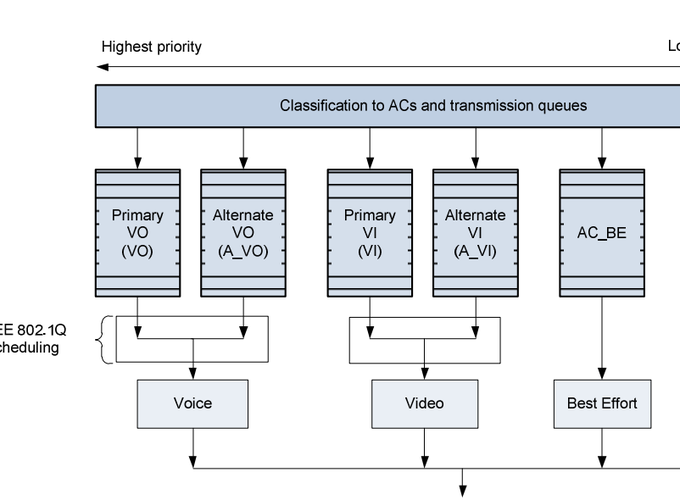 Highest priority
Lo
Classification to ACs and transmission queues
Primary
VO
(VO)
Alternate
VO
(A_VO)
Primary
VI
(VI)
Alternate
VI
(A_VI)
AC_BE
EE 802.1Q
cheduling
Voice
Video
Best Effort